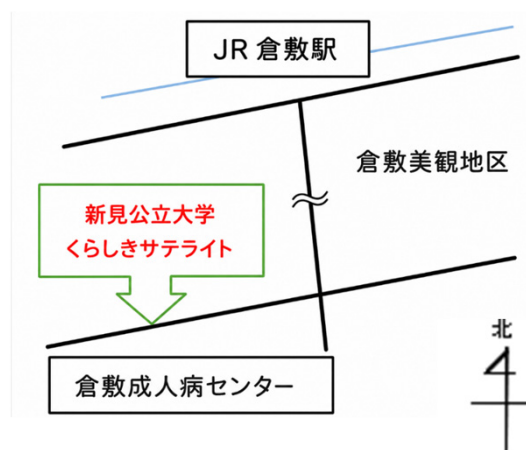 JR 倉敷駅
倉敷美観地区
新見公立大学
くらしきサテライト
倉敷成人病センター
北